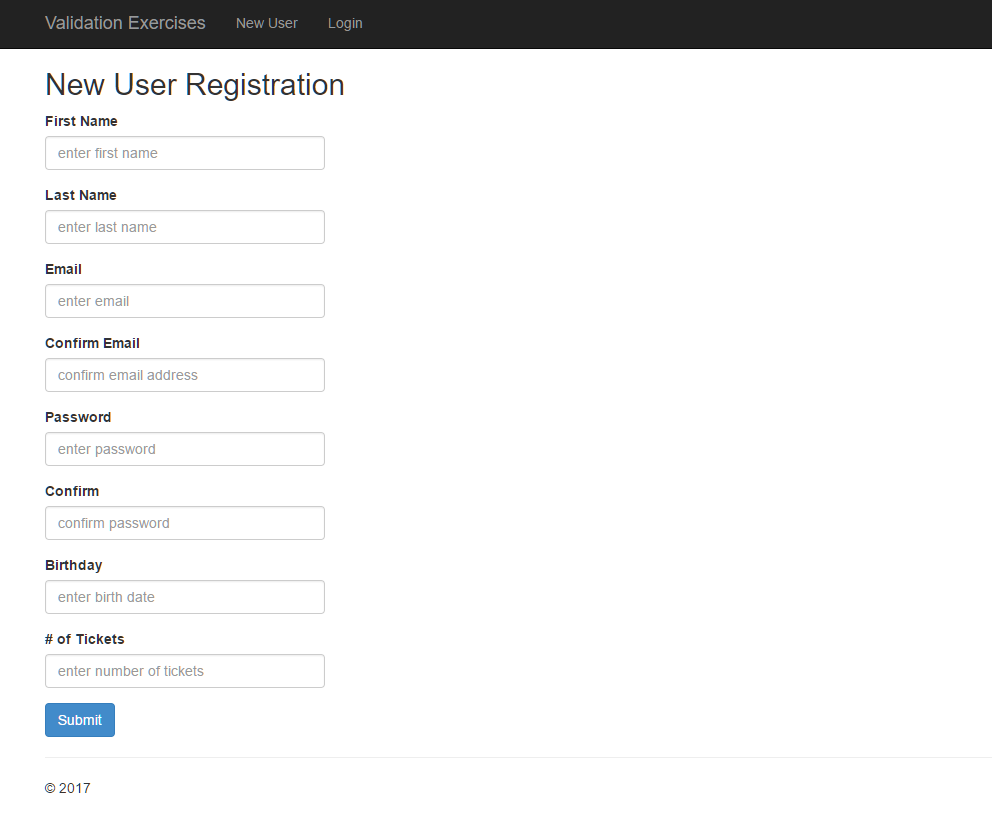 Validation Exercises New User Login
New User Registration
First Name
enter first name
Last Name
enter last name
Email
enter email
Confirm Email
confirm email address
Password
enter password
Confirm
confirm password
Birthday
enter birth date
# of Tickets
enter number of tickets
Submit
© 2017